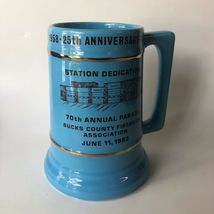 1958-25th ANNIVERSARY
STATION DEDICATION
70th ANNUAL PARADE
BUCKS COUNTY FIREMEN'S
ASSOCIATION
JUNE 11, 1983